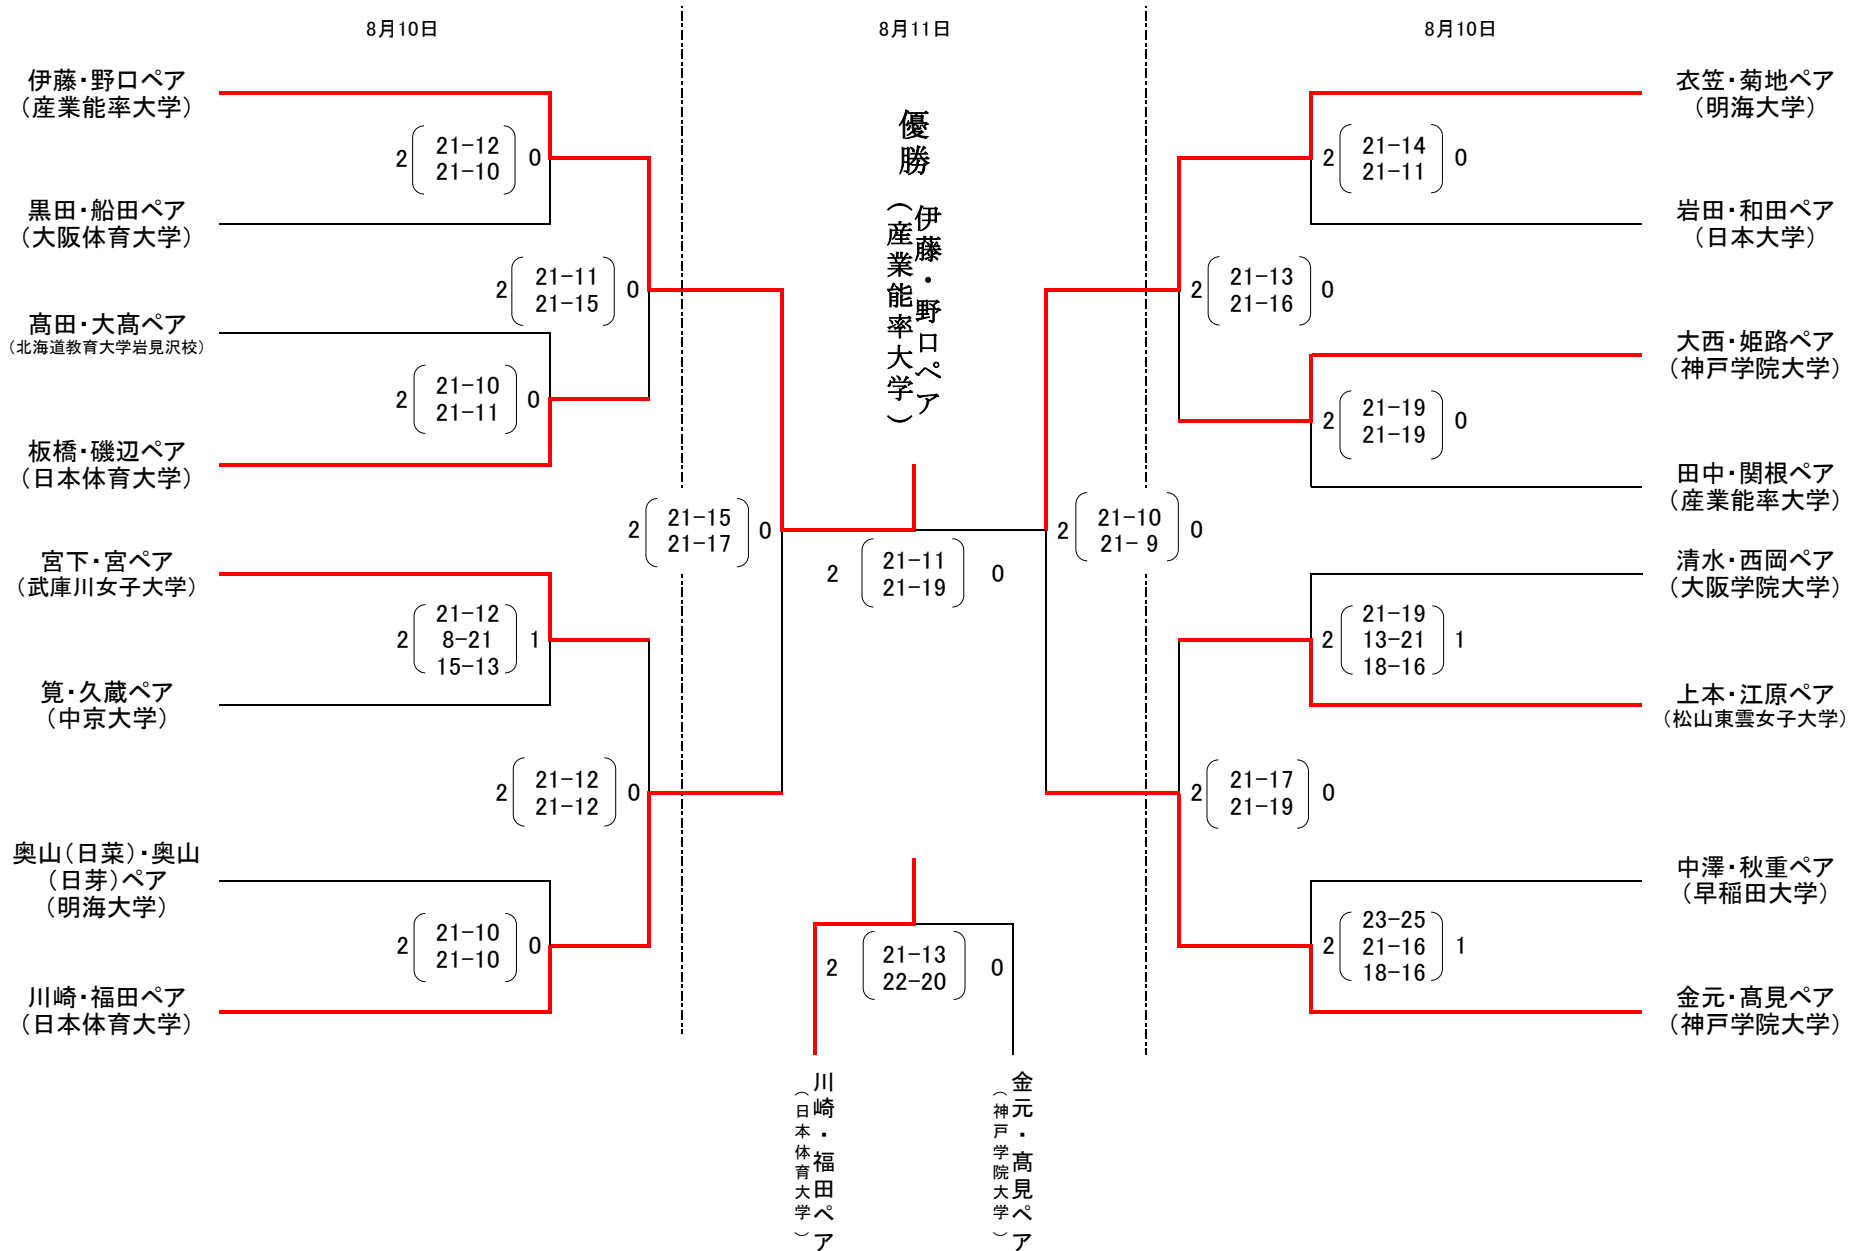 8月10日
8月11日
8月10日
伊藤・野口ペア
（産業能率大学）
2 21-12 0
21-10
黒田・船田ペア
（大阪体育大学）
2 21-11 0
21-15
髙田・大髙ペア
（北海道教育大学岩見沢校）
2 21-10 0
21-11
板橋・磯辺ペア
（日本体育大学）
2 21-15 0
21-17
宮下・宮ペア
（武庫川女子大学）
2 21-12 1
8-21
15-13
筧・久蔵ペア
（中京大学）
2 21-12 0
21-12
奥山（日菜）・奥山
（日芽）ペア
（明海大学）
2 21-10 0
21-10
川崎・福田ペア
（日本体育大学）
優勝
伊藤・野口ペア
（産業能率大学）
2 21-11 0
21-19
2 21-13 0
22-20
川崎・福田ペア
（日本体育大学）
金元・髙見ペア
（神戸学院大学）
衣笠・菊地ペア
（明海大学）
2 21-14 0
21-11
岩田・和田ペア
（日本大学）
2 21-13 0
21-16
大西・姫路ペア
（神戸学院大学）
2 21-19 0
21-19
田中・関根ペア
（産業能率大学）
2 21-10 0
21- 9
清水・西岡ペア
（大阪学院大学）
2 21-19 1
13-21
18-16
上本・江原ペア
（松山東雲女子大学）
2 21-17 0
21-19
中澤・秋重ペア
（早稲田大学）
2 23-25 1
21-16
18-16
金元・髙見ペア
（神戸学院大学）